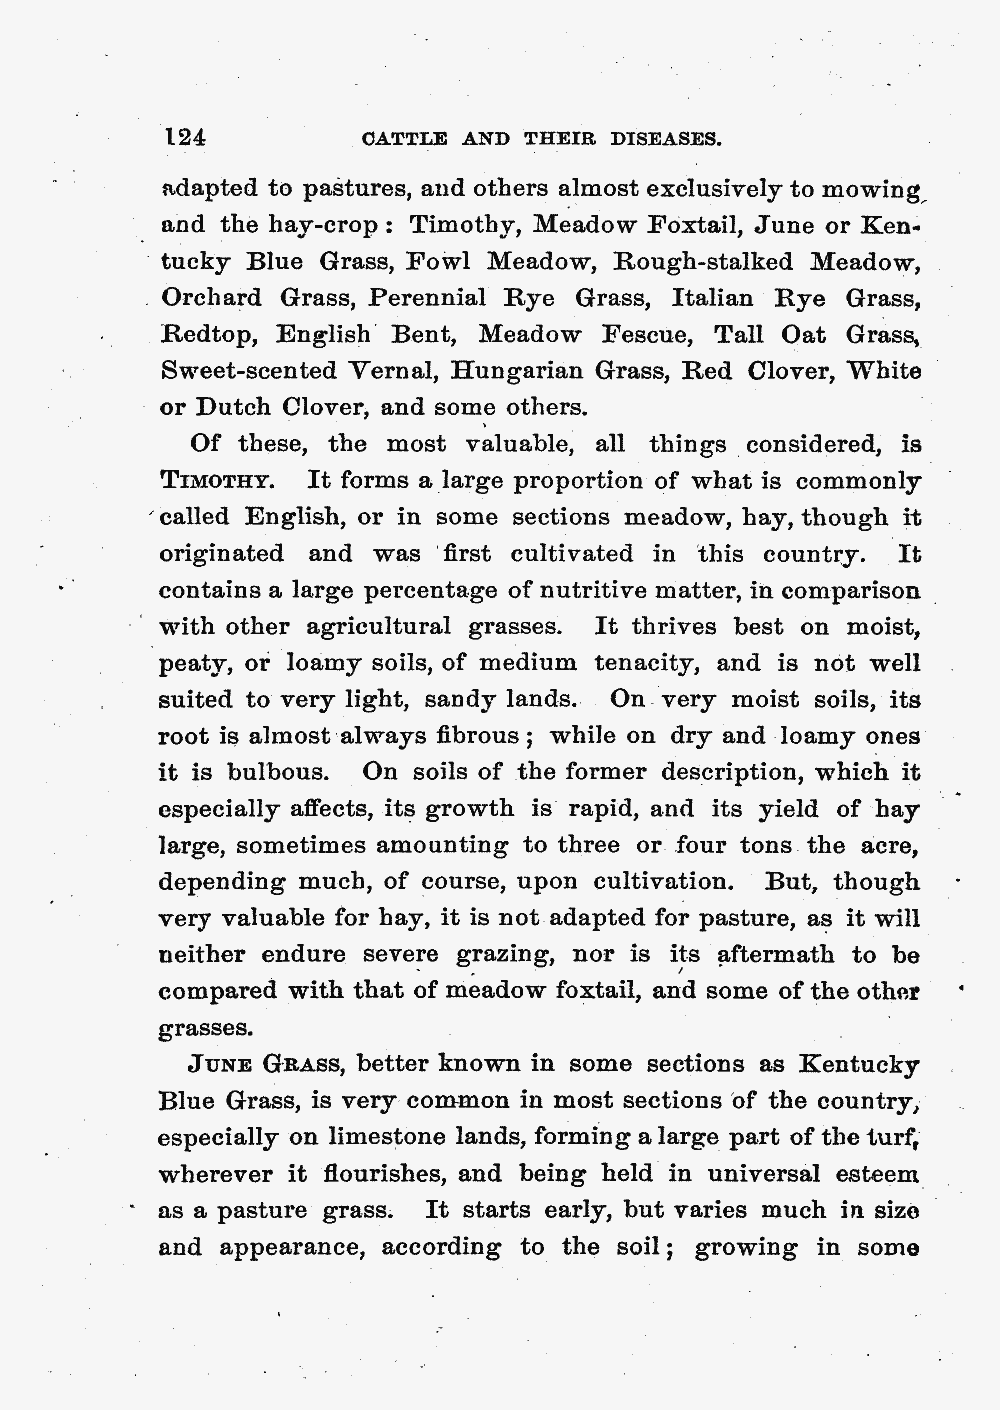 124 CATTLE AND THEIR DISEASES.
adapted to pastures, and others almost exclusively to mowing
and the hay-crop: Timothy, Meadow Foxtail, June or Ken-
tucky Blue Grass, Fowl Meadow, Rough-stalked Meadow,
Orchard Grass, Perennial Rye Grass, Italian Rye Grass,
Redtop, English Bent, Meadow Fescue, Tall Oat Grass,
Sweet-scented Vernal, Hungarian Grass, Red Clover, White
or Dutch Clover, and some others.
Of these, the most valuable, all things considered, is
TIMOTHY. It forms a large proportion of what is commonly
called English, or in some sections meadow, hay, though it
originated and was first cultivated in this country. It
contains a large percentage of nutritive matter, in comparison
with other agricultural grasses. It thrives best on moist,
peaty, or loamy soils, of medium tenacity, and is not well
suited to very light, sandy lands. On very moist soils, its
root is almost always fibrous; while on dry and loamy ones
it is bulbous. On soils of the former description, which it
especially affects, its growth is rapid, and its yield of hay
large, sometimes amounting to three or four tons the acre,
depending much, of course, upon cultivation. But, though
very valuable for hay, it is not adapted for pasture, as it will
neither endure severe grazing, nor is its aftermath to be
compared with that of meadow foxtail, and some of the other
grasses.
JUNE GRASS, better known in some sections as Kentucky
Blue Grass, is very common in most sections of the country,
especially on limestone lands, forming a large part of the turf,
wherever it flourishes, and being held in universal esteem
as a pasture grass. It starts early, but varies much in size
and appearance, according to the soil; growing in some